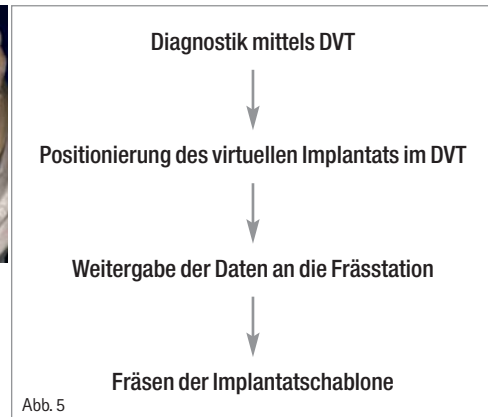 Diagnostik mittels DVT
Positionierung des virtuellen Implantats im DVT
Weitergabe der Daten an die Frässtation
Fräsen der Implantatschablone
Abb. 5